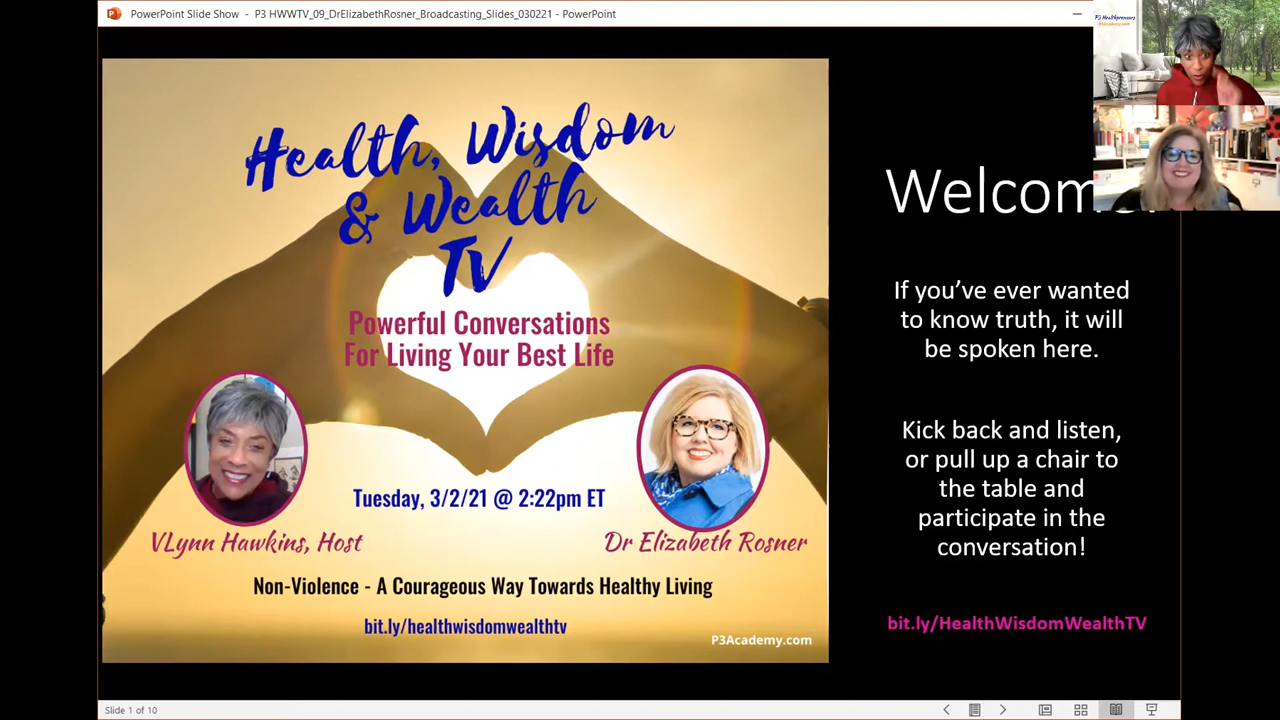 PowerPoint Slide Show - P3 HWWTV_09_DrElizabethRosner_Broadcasting_Slides_030221 - PowerPoint
P3 Healthpreneurs
P3Academy.com
Health, Wisdom
& Wealth
TV
Powerful Conversations
For Living Your Best Life
Tuesday, 3/2/21 @ 2:22pm ET
VLynn Hawkins, Host
Dr Elizabeth Rosner
Non-Violence - A Courageous Way Towards Healthy Living
bit.ly/healthwisdomwealthtv
P3Academy.com
Welcom
If you've ever wanted
to know truth, it will
be spoken here.
Kick back and listen,
or pull up a chair to
the table and
participate in the
conversation!
bit.ly/HealthWisdomWealthTV
Slide 1 of 10